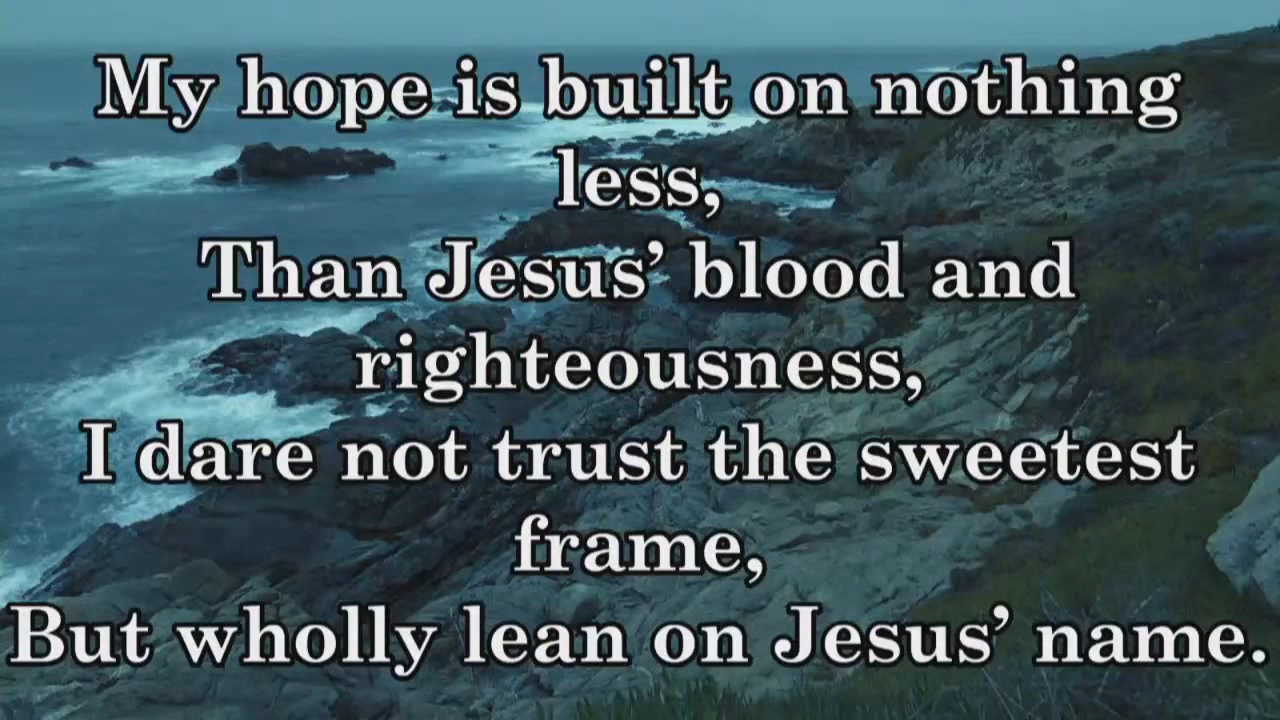 My hope is built on nothing
less,
Than Jesus’ blood and
righteousness,
I dare not trust the sweetest
frame,
But wholly lean on Jesus’ name.